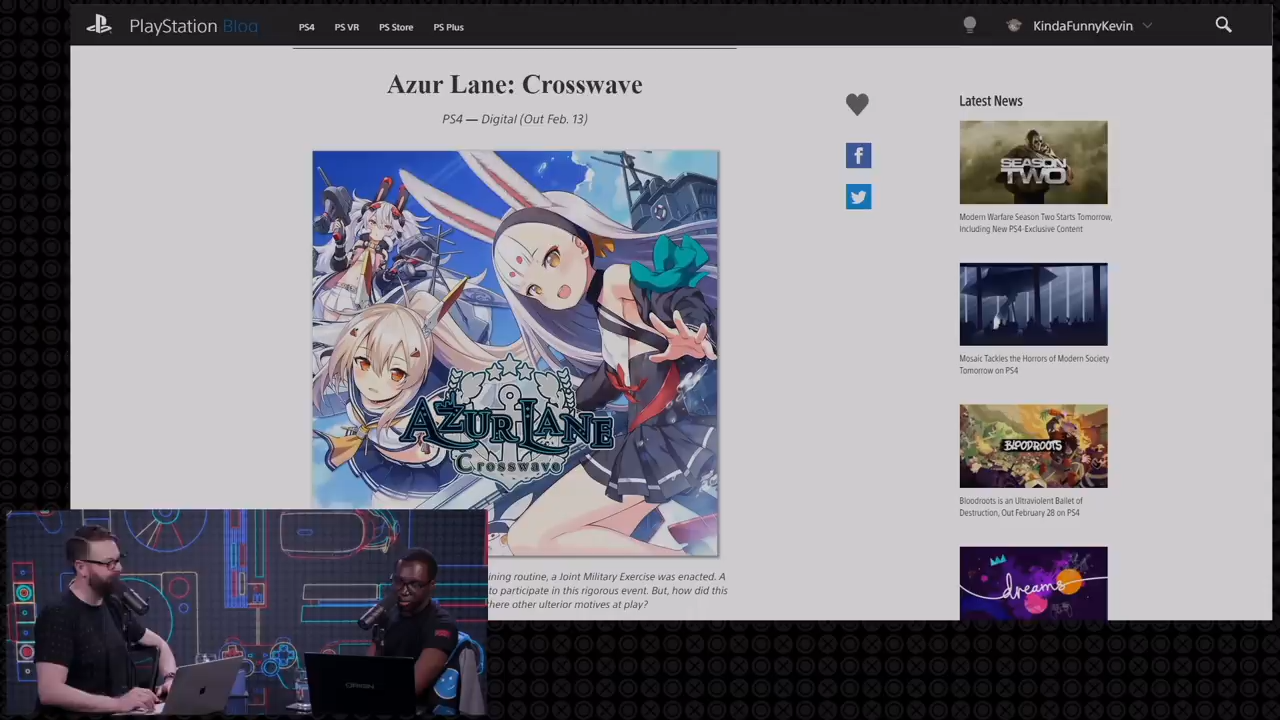 PlayStation Blog
PS4
PS VR
PS Store
PS Plus
KindaFunnyKevin
Azur Lane: Crosswave
PS4 — Digital (Out Feb. 13)
AZUR LANE
Crosswave
ining routine, a Joint Military Exercise was enacted. A
to participate in this rigorous event. But, how did this
here other ulterior motives at play?
Latest News
SEASON
TWO
Modern Warfare Season Two Starts Tomorrow,
Including New PS4-Exclusive Content
Mosaic Tackles the Horrors of Modern Society
Tomorrow on PS4
BLOODROOTS
Bloodroots is an Ultraviolent Ballet of
Destruction, Out February 28 on PS4
dreams
ORIGIN